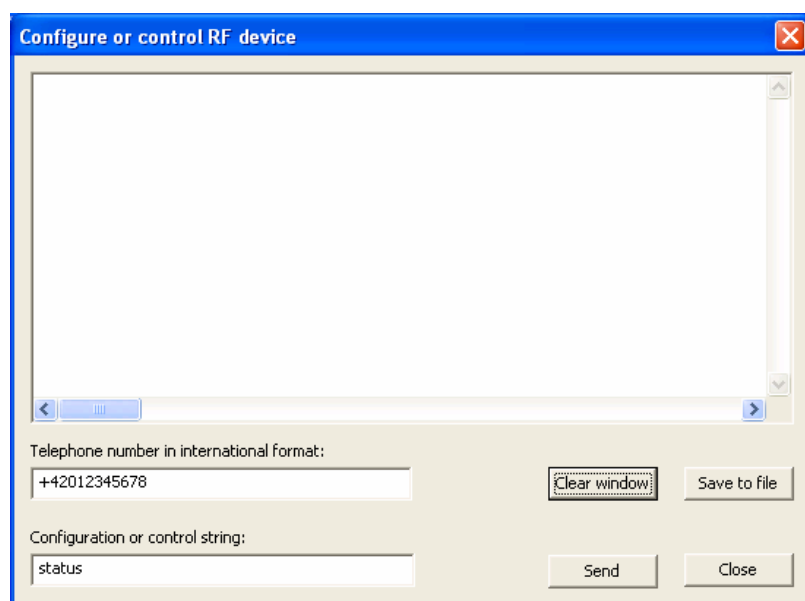 Configure or control RF device
Telephone number in international format:
+42012345678
Clear window
Save to file
Configuration or control string:
status
Send
Close